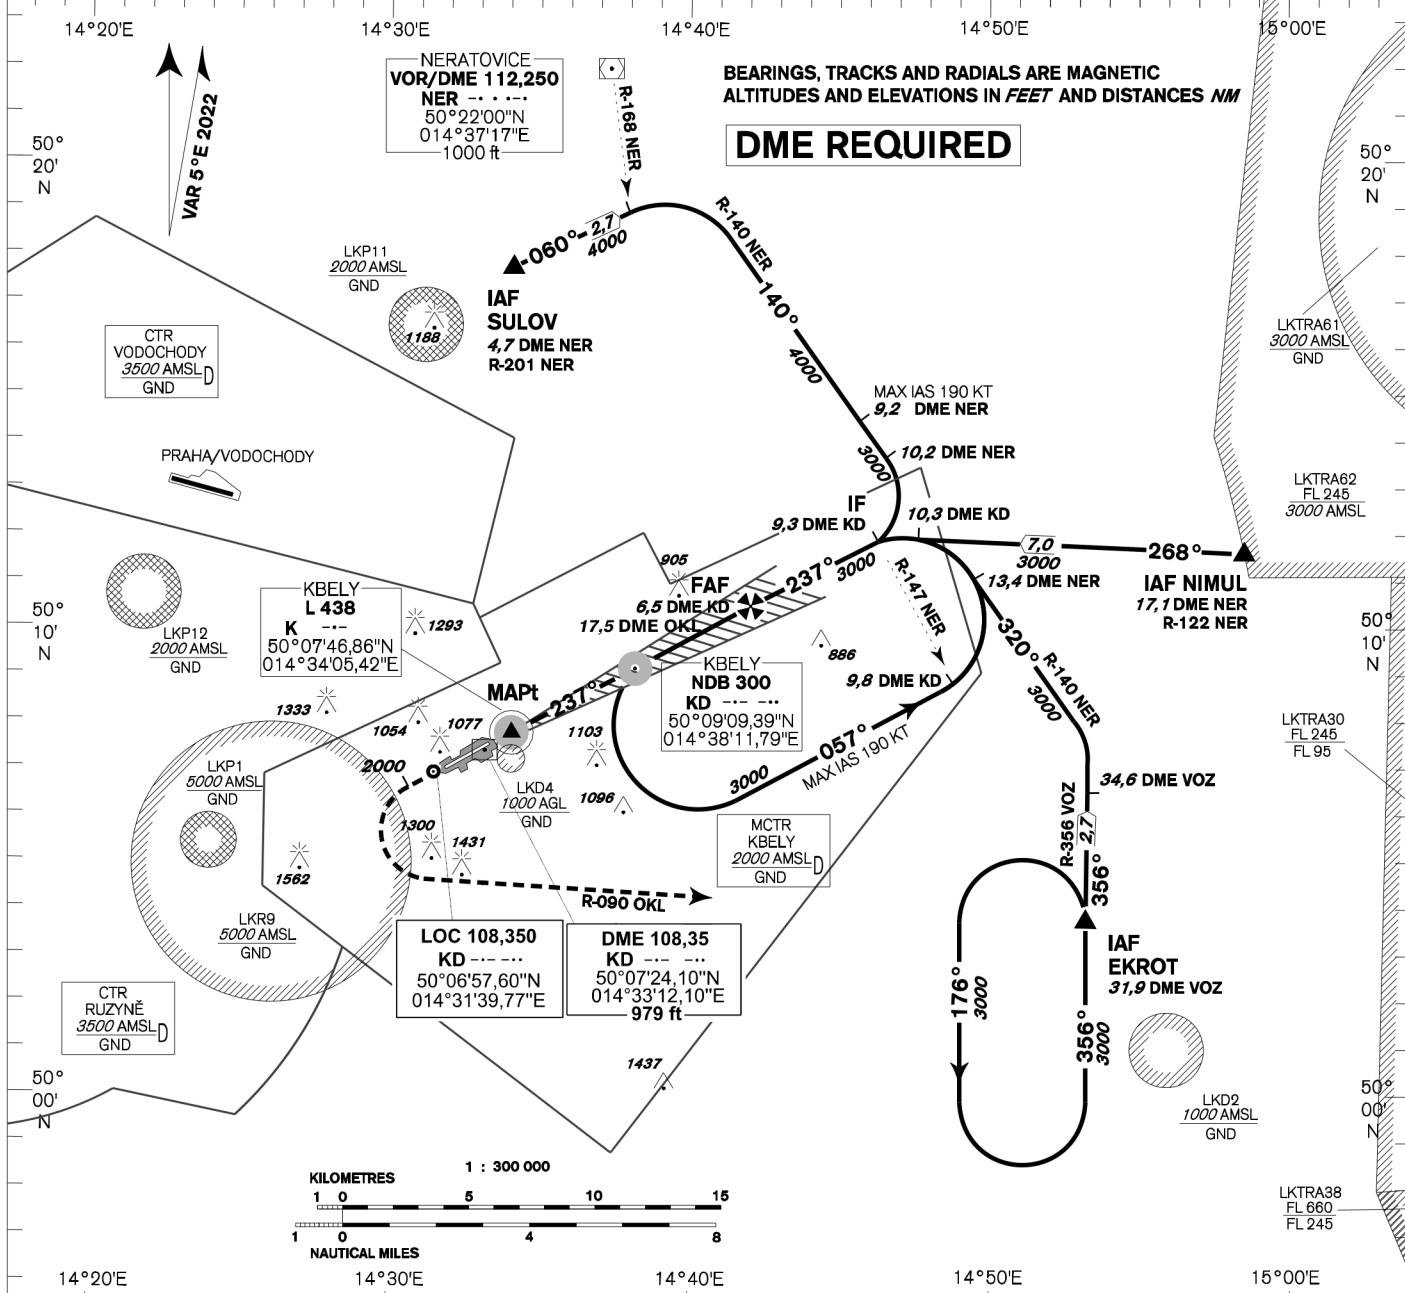 14°20'E
14°30'E
14°40'E
14°50'E
15°00'E
VAR 5°E 2022
NERATOVICE
VOR/DME 112,250
NER –· · ·–·
50°22'00"N
014°37'17"E
1000 ft
R-168 NER
BEARINGS, TRACKS AND RADIALS ARE MAGNETIC
ALTITUDES AND ELEVATIONS IN FEET AND DISTANCES NM
DME REQUIRED
50°
20'
N
50°
20'
N
060°
2,7
4000
R-140 NER
140°
4000
LKP11
2000 AMSL
GND
1188
IAF
SULOV
4,7 DME NER
R-201 NER
CTR
VODOCHODY
3500 AMSL
GND
D
LKTRA61
3000 AMSL
GND
MAX IAS 190 KT
9,2 DME NER
10,2 DME NER
3000
PRAHA/VODOCHODY
LKTRA62
FL 245
3000 AMSL
IF
9,3 DME KD
10,3 DME KD
7,0
3000
268°
IAF NIMUL
17,1 DME NER
R-122 NER
13,4 DME NER
905
FAF
6,5 DME KD
17,5 DME OKL
237°
3000
R-147 NER
KBELY
L 438
K –·–
50°07'46,86"N
014°34'05,42"E
1293
LKP12
2000 AMSL
GND
50°
10'
N
50°
10'
N
886
9,8 DME KD
320°
R-140 NER
3000
KBELY
NDB 300
KD –·– –··
50°09'09,39"N
014°38'11,79"E
MAPt
237°
1333
1054
1077
1103
1096
2000
057°
MAX IAS 190 KT
3000
LKTRA30
FL 245
FL 95
34,6 DME VOZ
R-356 VOZ
2,7
356°
LKP1
5000 AMSL
GND
LKD4
1000 AGL
GND
1300
1431
1562
MCTR
KBELY
2000 AMSL
GND
D
R-090 OKL
LKR9
5000 AMSL
GND
LOC 108,350
KD –·– –··
50°06'57,60"N
014°31'39,77"E
DME 108,35
KD –·– –··
50°07'24,10"N
014°33'12,10"E
979 ft
IAF
EKROT
31,9 DME VOZ
176°
3000
356°
3000
CTR
RUZYNĚ
3500 AMSL
GND
D
1437
50°
00'
N
50°
00'
N
LKD2
1000 AMSL
GND
1 : 300 000
KILOMETRES
1 0 5 10 15
1 0 4 8
NAUTICAL MILES
LKTRA38
FL 660
FL 245
14°20'E
14°30'E
14°40'E
14°50'E
15°00'E